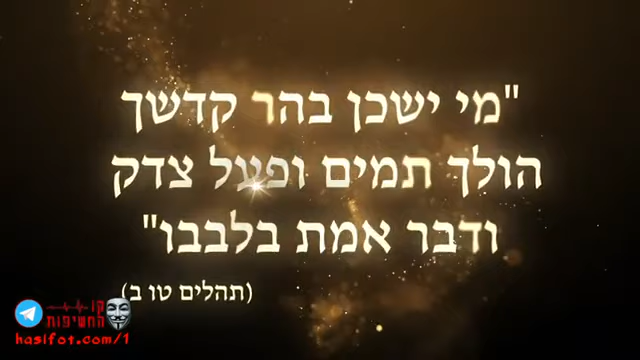 "מי ישכן בהר קדשך
הולך תמים ופעל צדק
ודבר אמת בלבבו"
(תהלים טו ב)
קו
החשיפות
hasifot.com/1